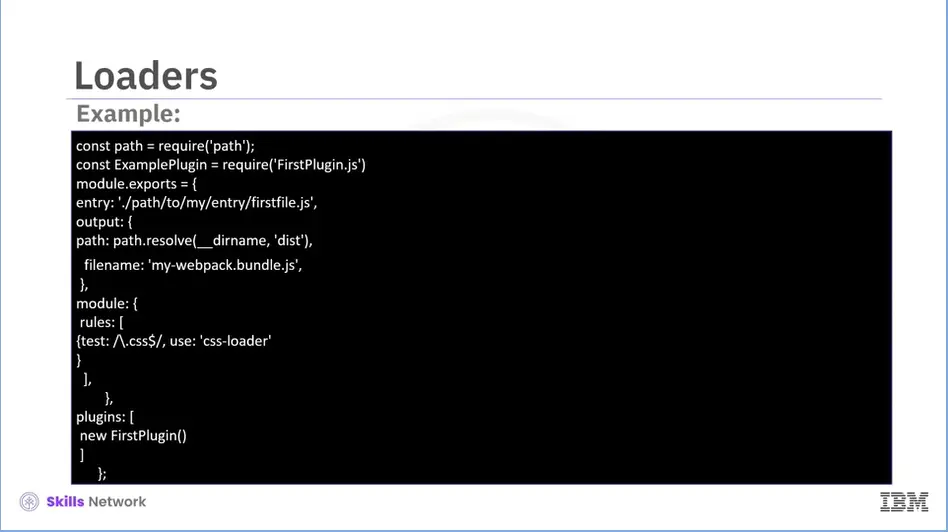 Loaders
Example:
const path = require('path');
const ExamplePlugin = require('FirstPlugin.js')
module.exports = {
entry: './path/to/my/entry/firstfile.js',
output: {
path: path.resolve(__dirname, 'dist'),
filename: 'my-webpack.bundle.js',
},
module: {
rules: [
{test: /\.css$/, use: 'css-loader'
}
],
},
plugins: [
new FirstPlugin()
]
};
Skills Network
IBM